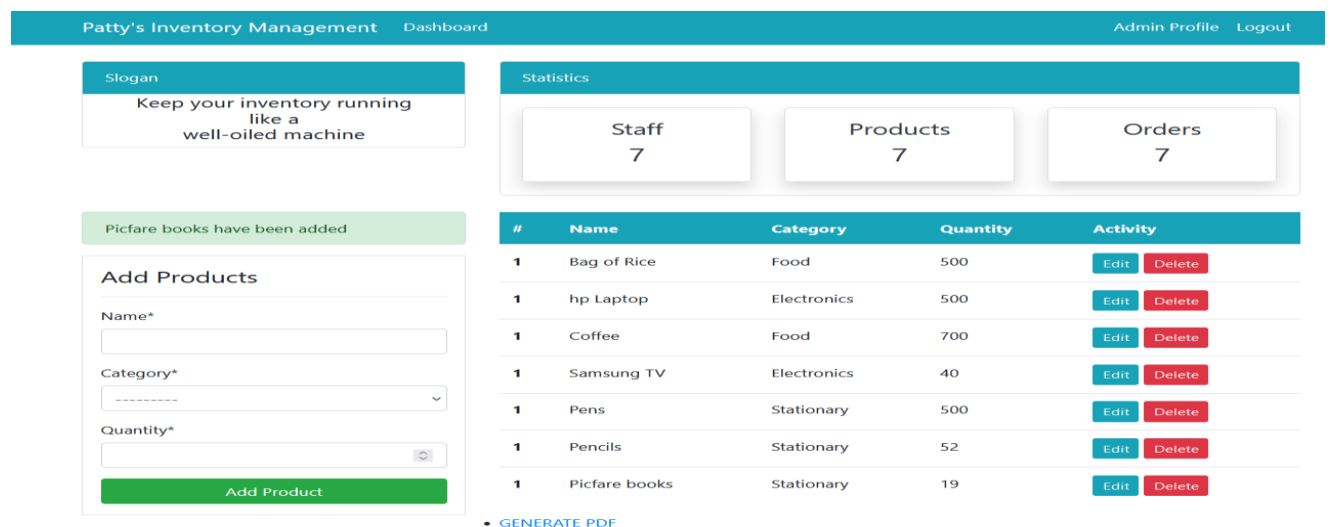 Patty's Inventory Management Dashboard Admin Profile Logout
Slogan
Keep your inventory running
like a
well-oiled machine
Statistics
Staff Products Orders
7 7 7
Picfare books have been added
Add Products
Name*
Category*
---------
Quantity*
Add Product
# Name Category Quantity Activity
1 Bag of Rice Food 500 Edit Delete
1 hp Laptop Electronics 500 Edit Delete
1 Coffee Food 700 Edit Delete
1 Samsung TV Electronics 40 Edit Delete
1 Pens Stationary 500 Edit Delete
1 Pencils Stationary 52 Edit Delete
1 Picfare books Stationary 19 Edit Delete
• GENERATE PDF